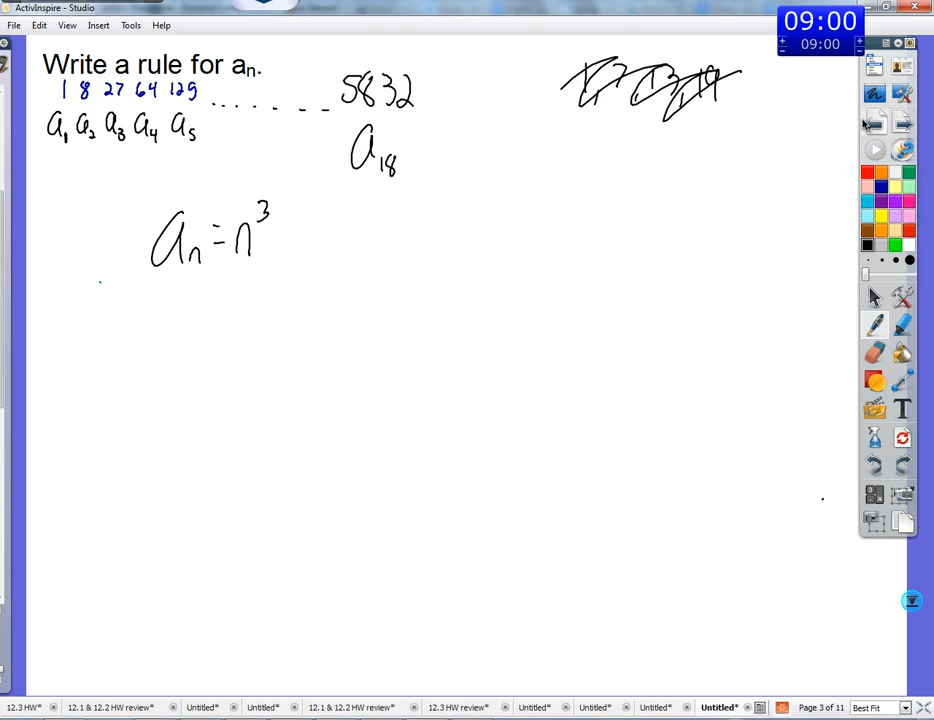 ActivInspire - Studio
09:00
09:00
File Edit View Insert Tools Help
Write a rule for aₙ.
1 8 27 64 129 ........ 5832
a₁ a₂ a₃ a₄ a₅ a₁₈
aₙ = n³
T
12.3 HW* 12.1 & 12.2 HW review* Untitled* Untitled* 12.1 & 12.2 HW review* 12.3 HW review* Untitled* Untitled* Untitled* Untitled* Page 3 of 11 Best Fit